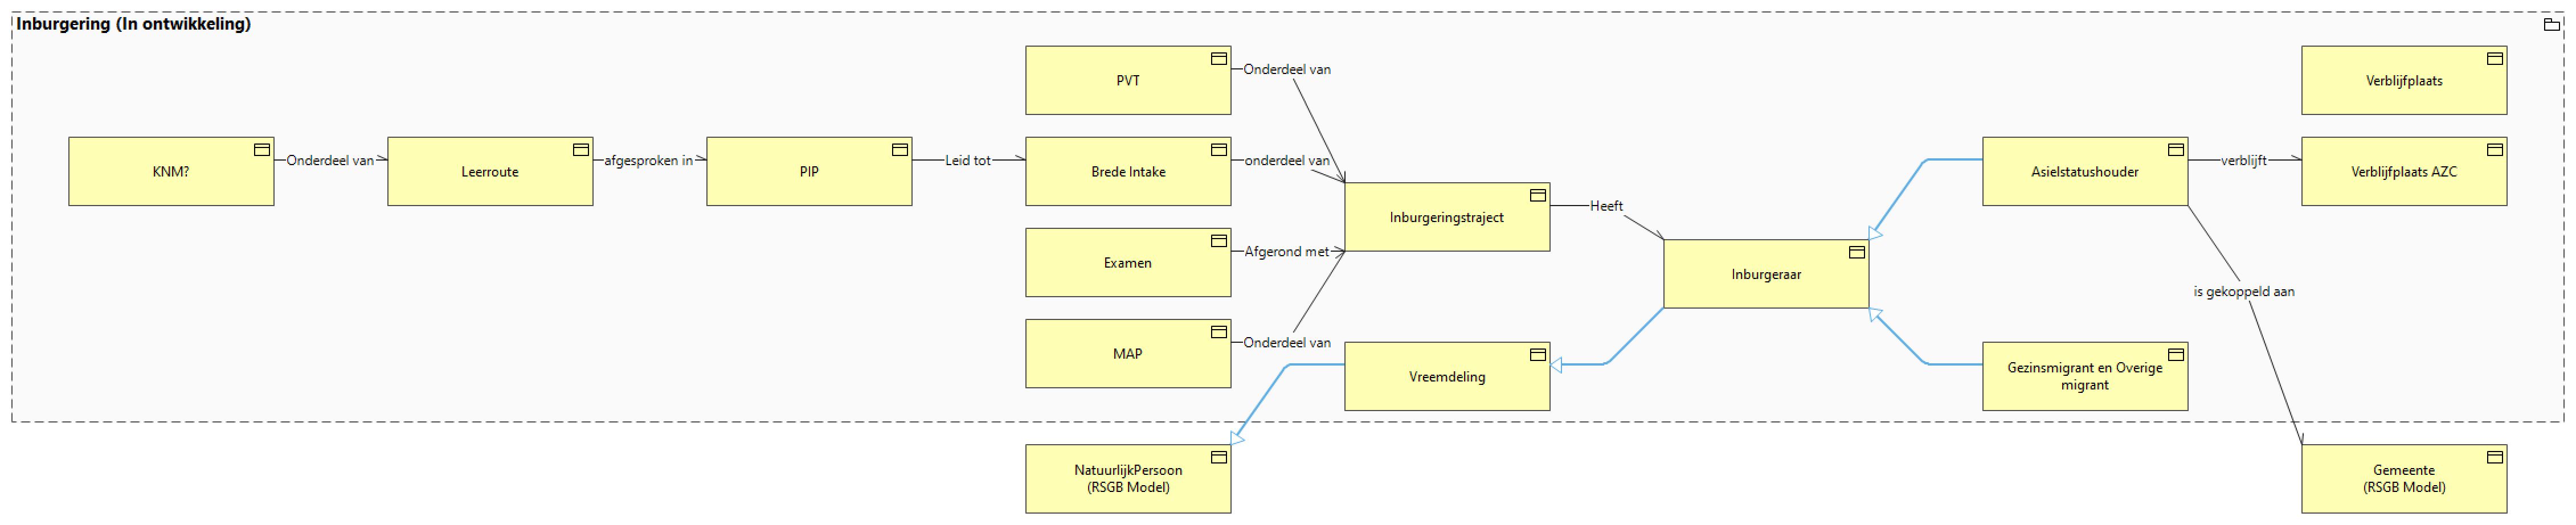 Inburgering (In ontwikkeling)
PVT
Onderdeel van
Verblijfplaats
KNM?
Onderdeel van
Leerroute
afgesproken in
PIP
Leid tot
Brede Intake
onderdeel van
Asielstatushouder
verblijft
Verblijfplaats AZC
Inburgeringstraject
Heeft
Examen
Afgerond met
Inburgeraar
is gekoppeld aan
MAP
Onderdeel van
Vreemdeling
Gezinsmigrant en Overige
migrant
NatuurlijkPersoon
(RSGB Model)
Gemeente
(RSGB Model)